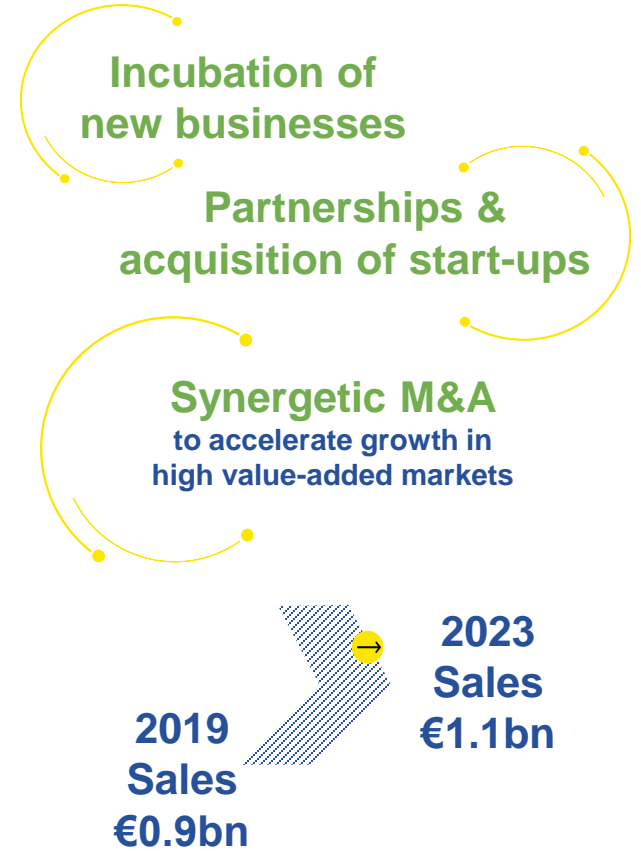 Incubation of
new businesses
Partnerships &
acquisition of start-ups
Synergetic M&A
to accelerate growth in
high value-added markets
2023
Sales
€1.1bn
2019
Sales
€0.9bn